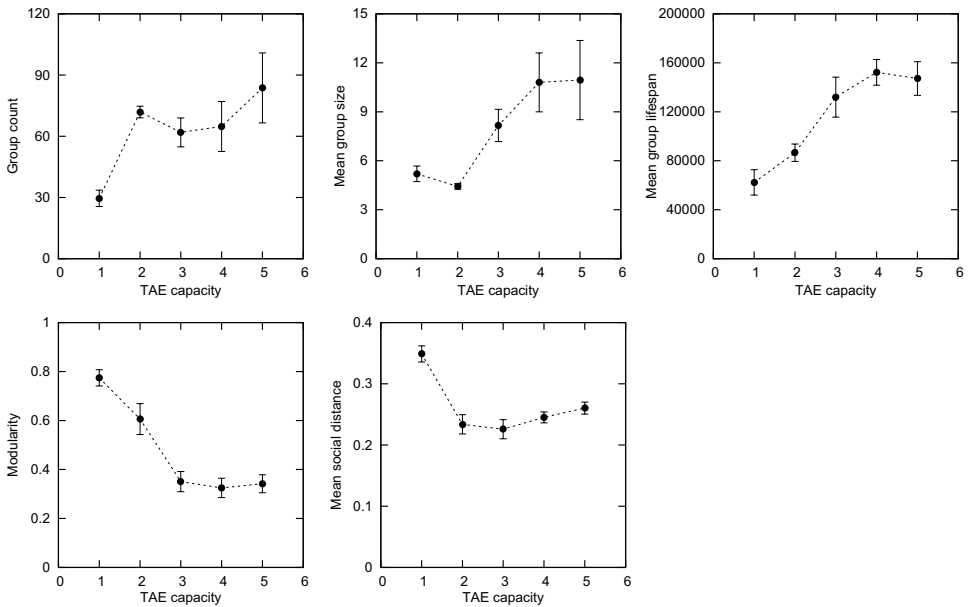 Group count
120
90
60
30
0
0 1 2 3 4 5 6
TAE capacity
Mean group size
15
12
9
6
3
0
0 1 2 3 4 5 6
TAE capacity
Mean group lifespan
200000
160000
120000
80000
40000
0
0 1 2 3 4 5 6
TAE capacity
Modularity
1
0.8
0.6
0.4
0.2
0
0 1 2 3 4 5 6
TAE capacity
Mean social distance
0.4
0.3
0.2
0.1
0
0 1 2 3 4 5 6
TAE capacity